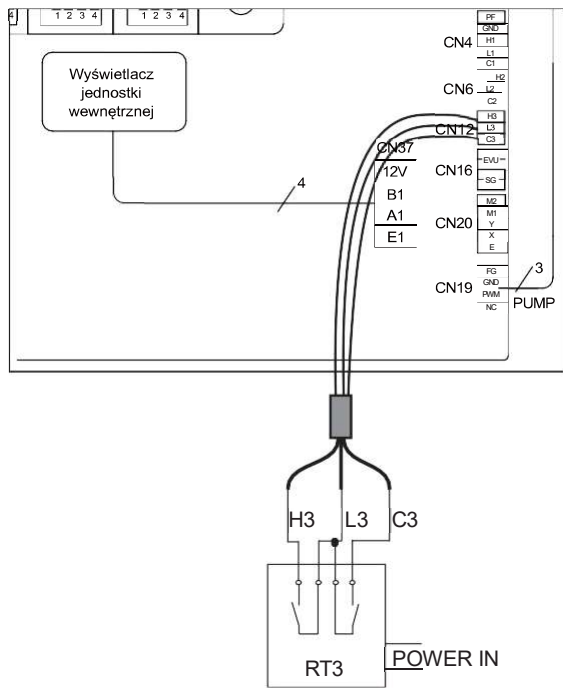 4
1 2 3 4
1 2 3 4
PF
GND
CN4
H1
L1
C1
Wyświetlacz
jednostki
wewnętrznej
CN6
H2
L2
C2
CN12
H3
L3
C3
CN37
12V
B1
A1
E1
4
CN16
EVU
SG
CN20
M2
M1
Y
X
E
CN19
FG
GND
PWM
NC
3
PUMP
H3
L3
C3
RT3
POWER IN